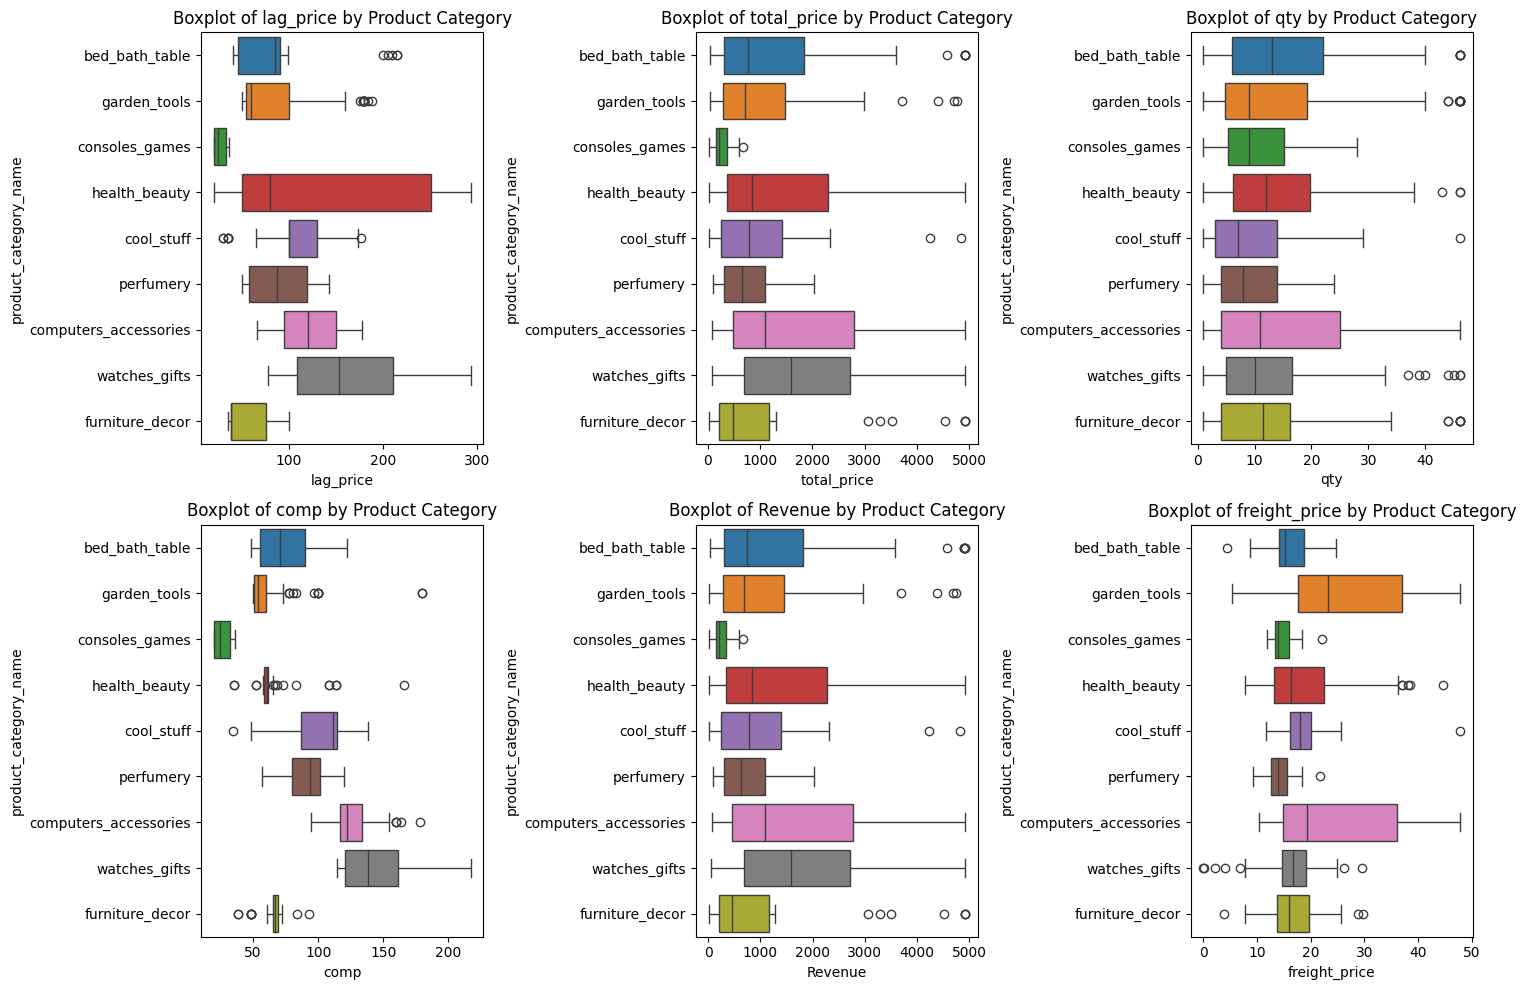 Boxplot of lag_price by Product Category
product_category_name
bed_bath_table
garden_tools
consoles_games
health_beauty
cool_stuff
perfumery
computers_accessories
watches_gifts
furniture_decor
100 200 300
lag_price
Boxplot of total_price by Product Category
product_category_name
bed_bath_table
garden_tools
consoles_games
health_beauty
cool_stuff
perfumery
computers_accessories
watches_gifts
furniture_decor
0 1000 2000 3000 4000 5000
total_price
Boxplot of qty by Product Category
product_category_name
bed_bath_table
garden_tools
consoles_games
health_beauty
cool_stuff
perfumery
computers_accessories
watches_gifts
furniture_decor
0 10 20 30 40
qty
Boxplot of comp by Product Category
product_category_name
bed_bath_table
garden_tools
consoles_games
health_beauty
cool_stuff
perfumery
computers_accessories
watches_gifts
furniture_decor
50 100 150 200
comp
Boxplot of Revenue by Product Category
product_category_name
bed_bath_table
garden_tools
consoles_games
health_beauty
cool_stuff
perfumery
computers_accessories
watches_gifts
furniture_decor
0 1000 2000 3000 4000 5000
Revenue
Boxplot of freight_price by Product Category
product_category_name
bed_bath_table
garden_tools
consoles_games
health_beauty
cool_stuff
perfumery
computers_accessories
watches_gifts
furniture_decor
0 10 20 30 40 50
freight_price